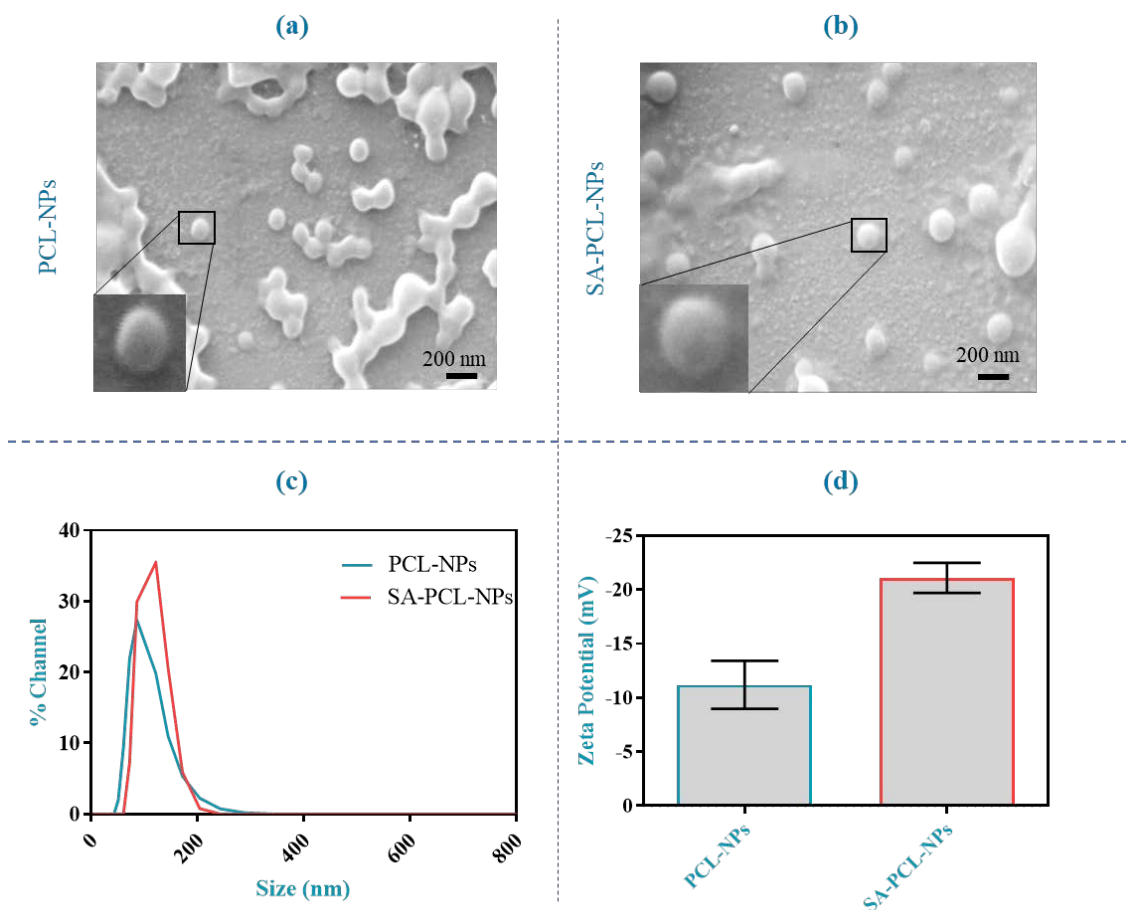 (a)
(b)
PCL-NPs
200 nm
SA-PCL-NPs
200 nm
(c)
% Channel
40
30
20
10
0
PCL-NPs
SA-PCL-NPs
0
200
400
600
800
Size (nm)
(d)
Zeta Potential (mV)
-25
-20
-15
-10
-5
0
PCL-NPs
SA-PCL-NPs